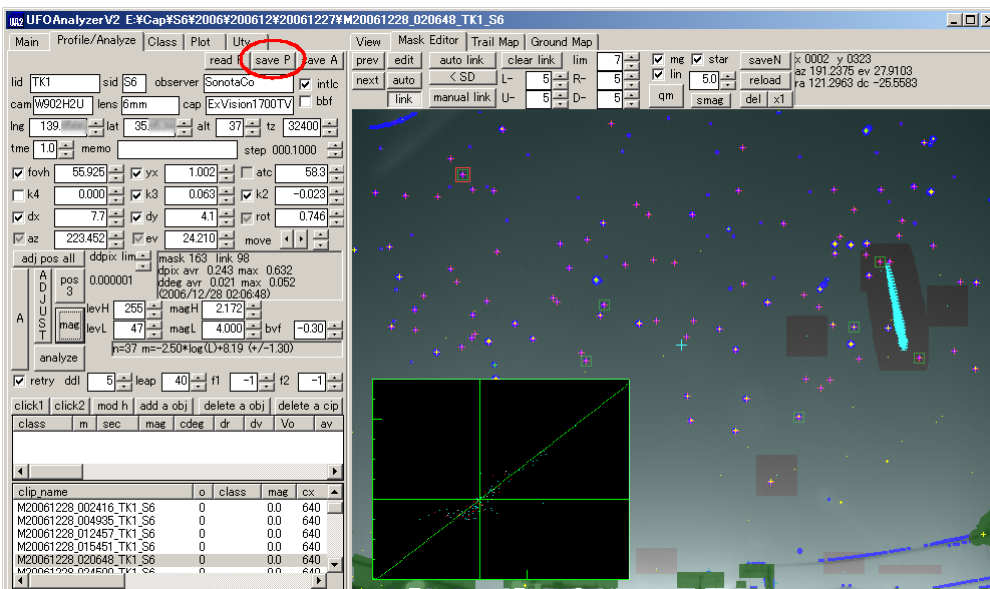 UFOAnalyzerV2 E:¥Cap¥S6¥2006¥200612¥20061227¥M20061228_020648_TK1_S6
Main Profile/Analyze Class Plot Uty
read save P save A
lid TK1 sid S6 observer SonotaCo intlc
cam W902H2U lens 6mm cap ExVision1700TV bbf
lng 139. lat 35. alt 37 tz 32400
tme 1.0 memo step 000.1000
fovh 55.925 yx 1.002 atc 58.3
k4 0.000 k3 0.063 k2 -0.023
dx 7.7 dy 4.1 rot 0.746
az 223.452 ev 24.210 move
adj pos all ddpix lim mask 163 link 98
dpix avr 0.243 max 0.632
A ADJUST pos 3 0.000001 ddeg avr 0.021 max 0.052
(2006/12/28 02:06:48)
levH 255 magH 2.172
mag levL 47 magL 4.000 bvf -0.30
analyze n=37 m=-2.50*log(L)+8.19 (+/-1.30)
retry ddl 5 leap 40 f1 -1 f2 -1
click1 click2 mod h add a obj delete a obj delete a cip
class m sec mag cdeg dr dv Vo av
clip_name o class mag cx
M20061228_002416_TK1_S6 0 0.0 640
M20061228_004935_TK1_S6 0 0.0 640
M20061228_012457_TK1_S6 0 0.0 640
M20061228_015451_TK1_S6 0 0.0 640
M20061228_020648_TK1_S6 0 0.0 640
M20061228_024500_TK1_S6 0 0.0 640
View Mask Editor Trail Map Ground Map
prev edit auto link clear link lim 7 mg star saveN x 0002 y 0323
next auto < SD L- 5 R- 5 lin 5.0 reload az 191.2375 ev 27.9103
ra 121.2963 dc -25.5583
link manual link U- 5 D- 5 qm smag del x1